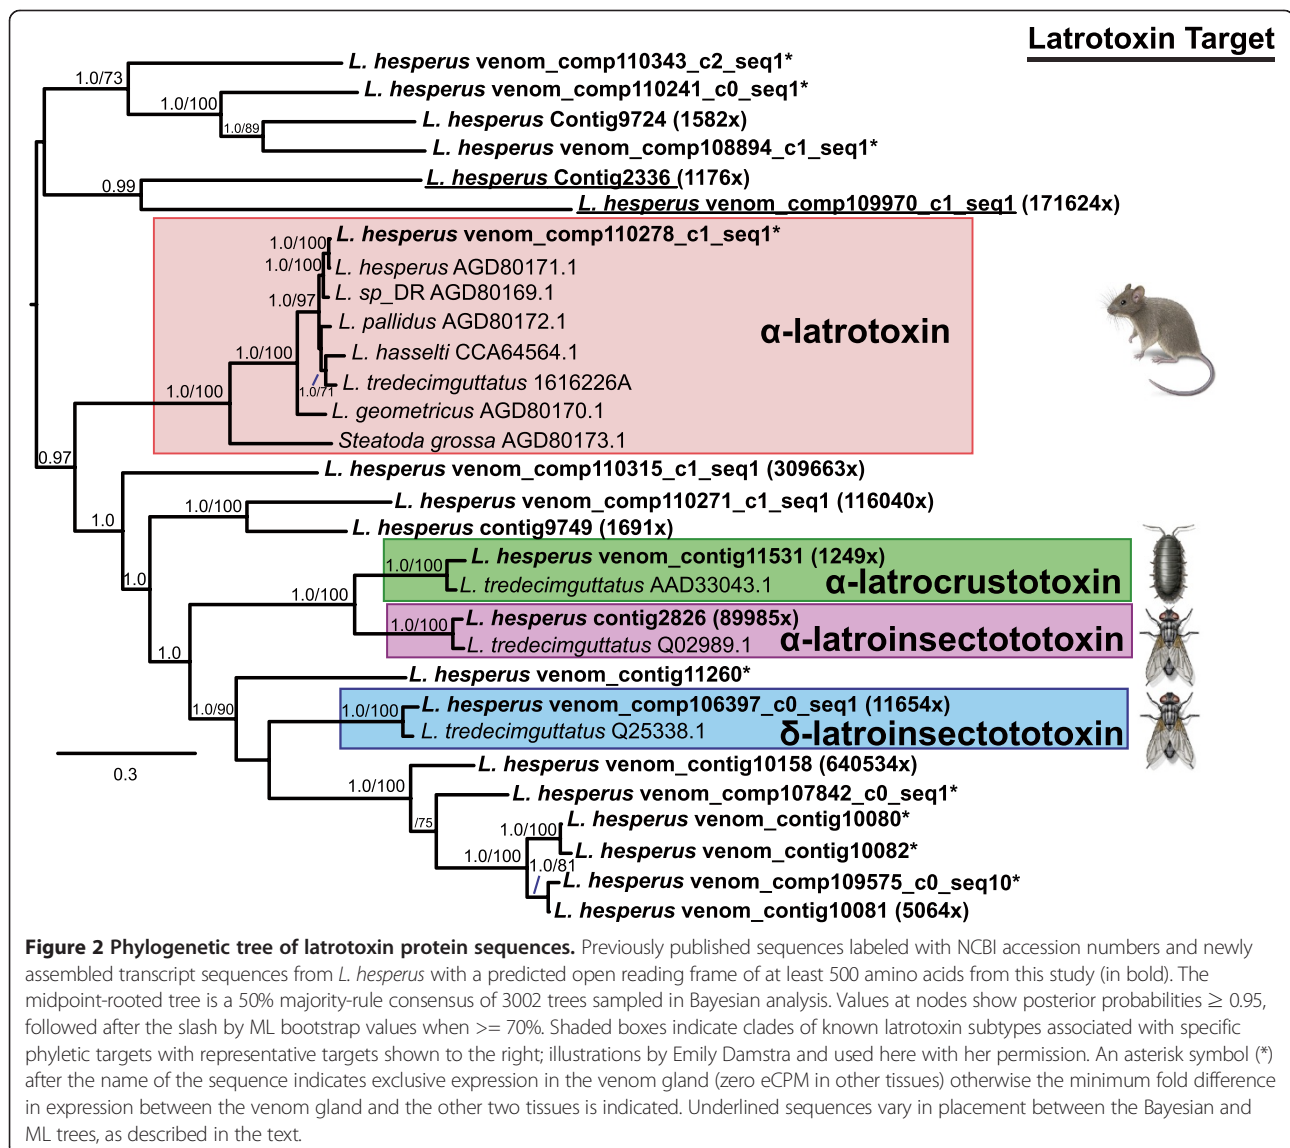 Latrotoxin Target
L. hesperus venom_comp110343_c2_seq1*
1.0/73
L. hesperus venom_comp110241_c0_seq1*
1.0/100
L. hesperus Contig9724 (1582x)
1.0/89
L. hesperus venom_comp108894_c1_seq1*
L. hesperus Contig2336 (1176x)
0.99
L. hesperus venom_comp109970_c1_seq1 (171624x)
L. hesperus venom_comp110278_c1_seq1*
1.0/100
L. hesperus AGD80171.1
1.0/100
L. sp_DR AGD80169.1
1.0/97
L. pallidus AGD80172.1
α-latrotoxin
L. hasselti CCA64564.1
1.0/100
L. tredecimguttatus 1616226A
1.0/71
1.0/100
L. geometricus AGD80170.1
Steatoda grossa AGD80173.1
0.97
L. hesperus venom_comp110315_c1_seq1 (309663x)
L. hesperus venom_comp110271_c1_seq1 (116040x)
1.0/100
1.0
L. hesperus contig9749 (1691x)
L. hesperus venom_contig11531 (1249x)
1.0/100
1.0
L. tredecimguttatus AAD33043.1
α-latrocrustotoxin
1.0/100
L. hesperus contig2826 (89985x)
1.0/100
L. tredecimguttatus Q02989.1
α-latroinsectototoxin
1.0
L. hesperus venom_contig11260*
1.0/90
L. hesperus venom_comp106397_c0_seq1 (11654x)
1.0/100
L. tredecimguttatus Q25338.1
δ-latroinsectototoxin
0.3
L. hesperus venom_contig10158 (640534x)
1.0/100
L. hesperus venom_comp107842_c0_seq1*
/75
L. hesperus venom_contig10080*
1.0/100
L. hesperus venom_contig10082*
1.0/100
1.0/81
L. hesperus venom_comp109575_c0_seq10*
L. hesperus venom_contig10081 (5064x)
Figure 2 Phylogenetic tree of latrotoxin protein sequences. Previously published sequences labeled with NCBI accession numbers and newly
assembled transcript sequences from L. hesperus with a predicted open reading frame of at least 500 amino acids from this study (in bold). The
midpoint-rooted tree is a 50% majority-rule consensus of 3002 trees sampled in Bayesian analysis. Values at nodes show posterior probabilities ≥ 0.95,
followed after the slash by ML bootstrap values when >= 70%. Shaded boxes indicate clades of known latrotoxin subtypes associated with specific
phyletic targets with representative targets shown to the right; illustrations by Emily Damstra and used here with her permission. An asterisk symbol (*)
after the name of the sequence indicates exclusive expression in the venom gland (zero eCPM in other tissues) otherwise the minimum fold difference
in expression between the venom gland and the other two tissues is indicated. Underlined sequences vary in placement between the Bayesian and
ML trees, as described in the text.